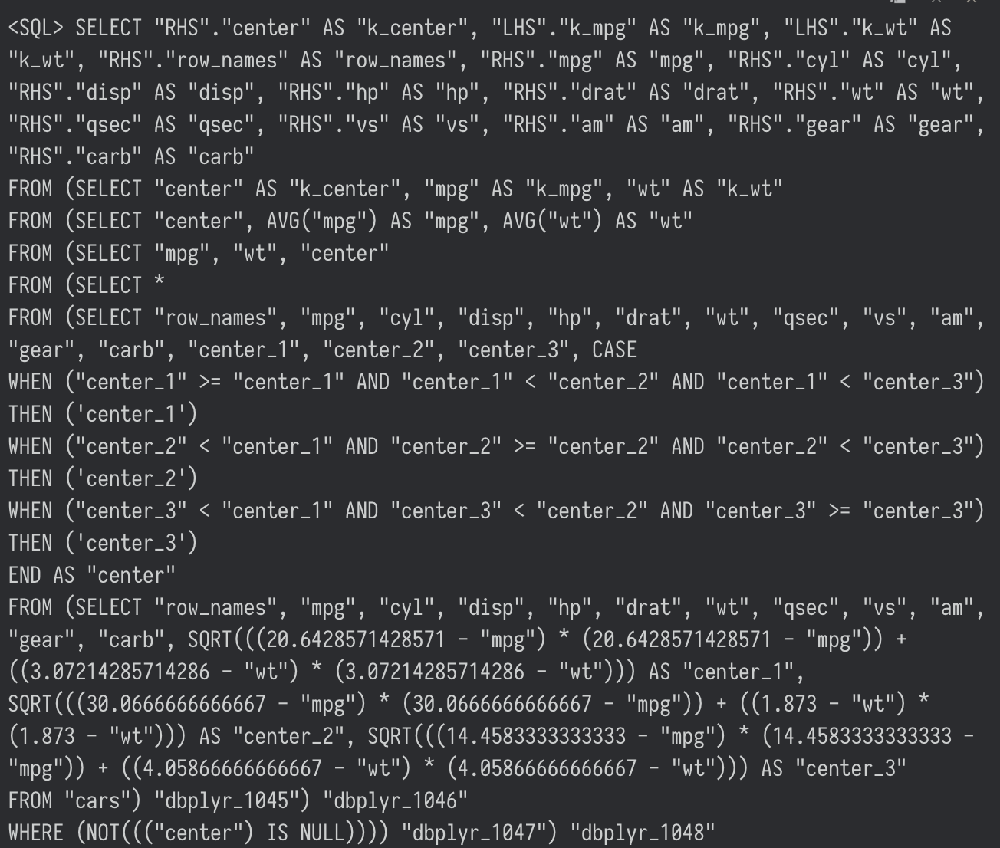 <SQL> SELECT "RHS"."center" AS "k_center", "LHS"."k_mpg" AS "k_mpg", "LHS"."k_wt" AS
"k_wt", "RHS"."row_names" AS "row_names", "RHS"."mpg" AS "mpg", "RHS"."cyl" AS "cyl",
"RHS"."disp" AS "disp", "RHS"."hp" AS "hp", "RHS"."drat" AS "drat", "RHS"."wt" AS "wt",
"RHS"."qsec" AS "qsec", "RHS"."vs" AS "vs", "RHS"."am" AS "am", "RHS"."gear" AS "gear",
"RHS"."carb" AS "carb"
FROM (SELECT "center" AS "k_center", "mpg" AS "k_mpg", "wt" AS "k_wt"
FROM (SELECT "center", AVG("mpg") AS "mpg", AVG("wt") AS "wt"
FROM (SELECT "mpg", "wt", "center"
FROM (SELECT *
FROM (SELECT "row_names", "mpg", "cyl", "disp", "hp", "drat", "wt", "qsec", "vs", "am",
"gear", "carb", "center_1", "center_2", "center_3", CASE
WHEN ("center_1" >= "center_1" AND "center_1" < "center_2" AND "center_1" < "center_3")
THEN ('center_1')
WHEN ("center_2" < "center_1" AND "center_2" >= "center_2" AND "center_2" < "center_3")
THEN ('center_2')
WHEN ("center_3" < "center_1" AND "center_3" < "center_2" AND "center_3" >= "center_3")
THEN ('center_3')
END AS "center"
FROM (SELECT "row_names", "mpg", "cyl", "disp", "hp", "drat", "wt", "qsec", "vs", "am",
"gear", "carb", SQRT(((20.6428571428571 - "mpg") * (20.6428571428571 - "mpg")) +
((3.07214285714286 - "wt") * (3.07214285714286 - "wt"))) AS "center_1",
SQRT(((30.0666666666667 - "mpg") * (30.0666666666667 - "mpg")) + ((1.873 - "wt") *
(1.873 - "wt"))) AS "center_2", SQRT(((14.4583333333333 - "mpg") * (14.4583333333333 -
"mpg")) + ((4.05866666666667 - "wt") * (4.05866666666667 - "wt"))) AS "center_3"
FROM "cars") "dbplyr_1045") "dbplyr_1046"
WHERE (NOT((("center") IS NULL)))) "dbplyr_1047") "dbplyr_1048"